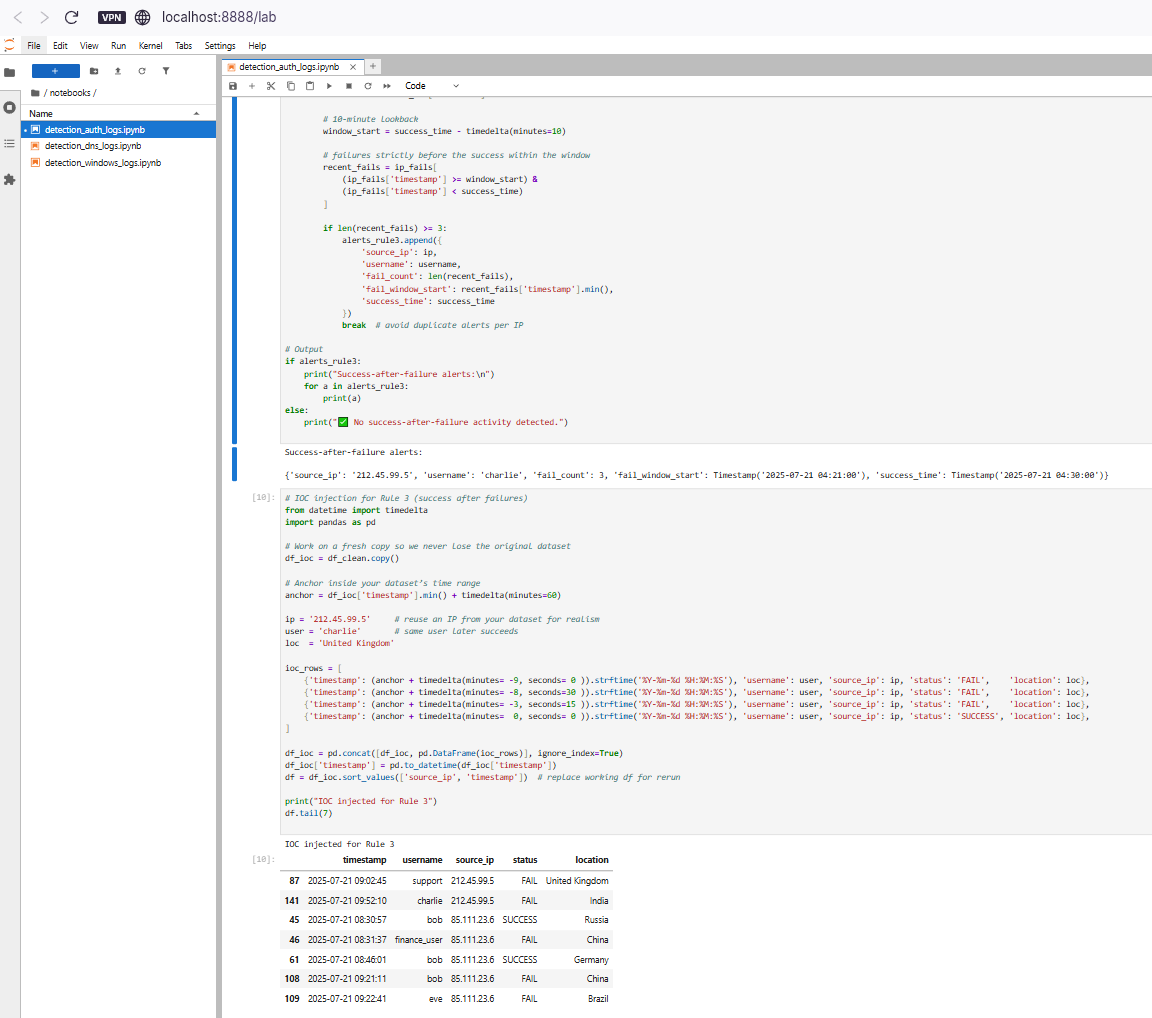 VPN localhost:8888/lab
File Edit View Run Kernel Tabs Settings Help
detection_auth_logs.ipynb
Code
/ notebooks /
Name
detection_auth_logs.ipynb
detection_dns_logs.ipynb
detection_windows_logs.ipynb
# 10-minute lookback
window_start = success_time - timedelta(minutes=10)
# failures strictly before the success within the window
recent_fails = ip_fails[
(ip_fails['timestamp'] >= window_start) &
(ip_fails['timestamp'] < success_time)
]
if len(recent_fails) >= 3:
alerts_rule3.append({
'source_ip': ip,
'username': username,
'fail_count': len(recent_fails),
'fail_window_start': recent_fails['timestamp'].min(),
'success_time': success_time
})
break # avoid duplicate alerts per IP
# Output
if alerts_rule3:
print("Success-after-failure alerts:\n")
for a in alerts_rule3:
print(a)
else:
print("✅ No success-after-failure activity detected.")
Success-after-failure alerts:
{'source_ip': '212.45.99.5', 'username': 'charlie', 'fail_count': 3, 'fail_window_start': Timestamp('2025-07-21 04:21:00'), 'success_time': Timestamp('2025-07-21 04:30:00')}
[10]: # IOC injection for Rule 3 (success after failures)
from datetime import timedelta
import pandas as pd
# Work on a fresh copy so we never lose the original dataset
df_ioc = df_clean.copy()
# Anchor inside your dataset's time range
anchor = df_ioc['timestamp'].min() + timedelta(minutes=60)
ip = '212.45.99.5' # reuse an IP from your dataset for realism
user = 'charlie' # same user later succeeds
loc = 'United Kingdom'
ioc_rows = [
{'timestamp': (anchor + timedelta(minutes= -9, seconds= 0 )).strftime('%Y-%m-%d %H:%M:%S'), 'username': user, 'source_ip': ip, 'status': 'FAIL', 'location': loc},
{'timestamp': (anchor + timedelta(minutes= -8, seconds=30 )).strftime('%Y-%m-%d %H:%M:%S'), 'username': user, 'source_ip': ip, 'status': 'FAIL', 'location': loc},
{'timestamp': (anchor + timedelta(minutes= -3, seconds=15 )).strftime('%Y-%m-%d %H:%M:%S'), 'username': user, 'source_ip': ip, 'status': 'FAIL', 'location': loc},
{'timestamp': (anchor + timedelta(minutes= 0, seconds= 0 )).strftime('%Y-%m-%d %H:%M:%S'), 'username': user, 'source_ip': ip, 'status': 'SUCCESS', 'location': loc},
]
df_ioc = pd.concat([df_ioc, pd.DataFrame(ioc_rows)], ignore_index=True)
df_ioc['timestamp'] = pd.to_datetime(df_ioc['timestamp'])
df = df_ioc.sort_values(['source_ip', 'timestamp']) # replace working df for rerun
print("IOC injected for Rule 3")
df.tail(7)
IOC injected for Rule 3
[10]: timestamp username source_ip status location
87 2025-07-21 09:02:45 support 212.45.99.5 FAIL United Kingdom
141 2025-07-21 09:52:10 charlie 212.45.99.5 FAIL India
45 2025-07-21 08:30:57 bob 85.111.23.6 SUCCESS Russia
46 2025-07-21 08:31:37 finance_user 85.111.23.6 FAIL China
61 2025-07-21 08:46:01 bob 85.111.23.6 SUCCESS Germany
108 2025-07-21 09:21:11 bob 85.111.23.6 FAIL China
109 2025-07-21 09:22:41 eve 85.111.23.6 FAIL Brazil